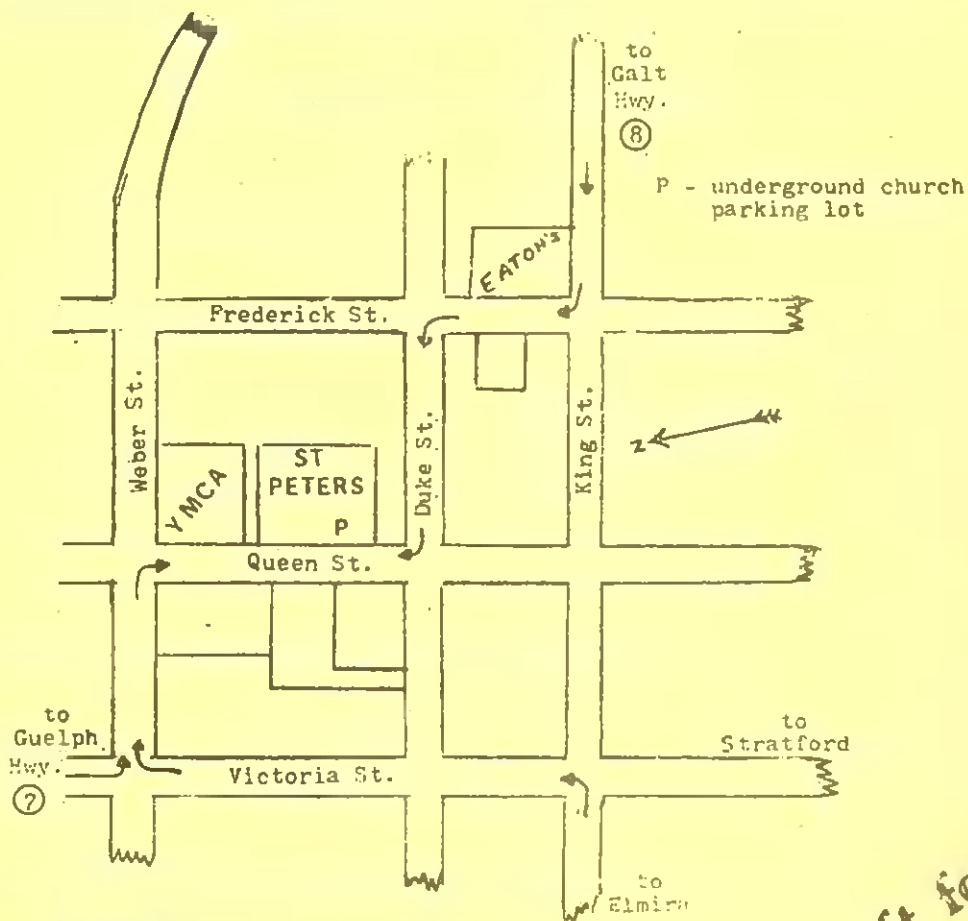 to
Galt
Hwy.
8
P - underground church
parking lot
EATON'S
Frederick St.
Weber St.
Duke St.
King St.
N
YMCA
ST
PETERS
P
Queen St.
to
Guelph
Hwy.
7
to
Stratford
Victoria St.
to
Elmira